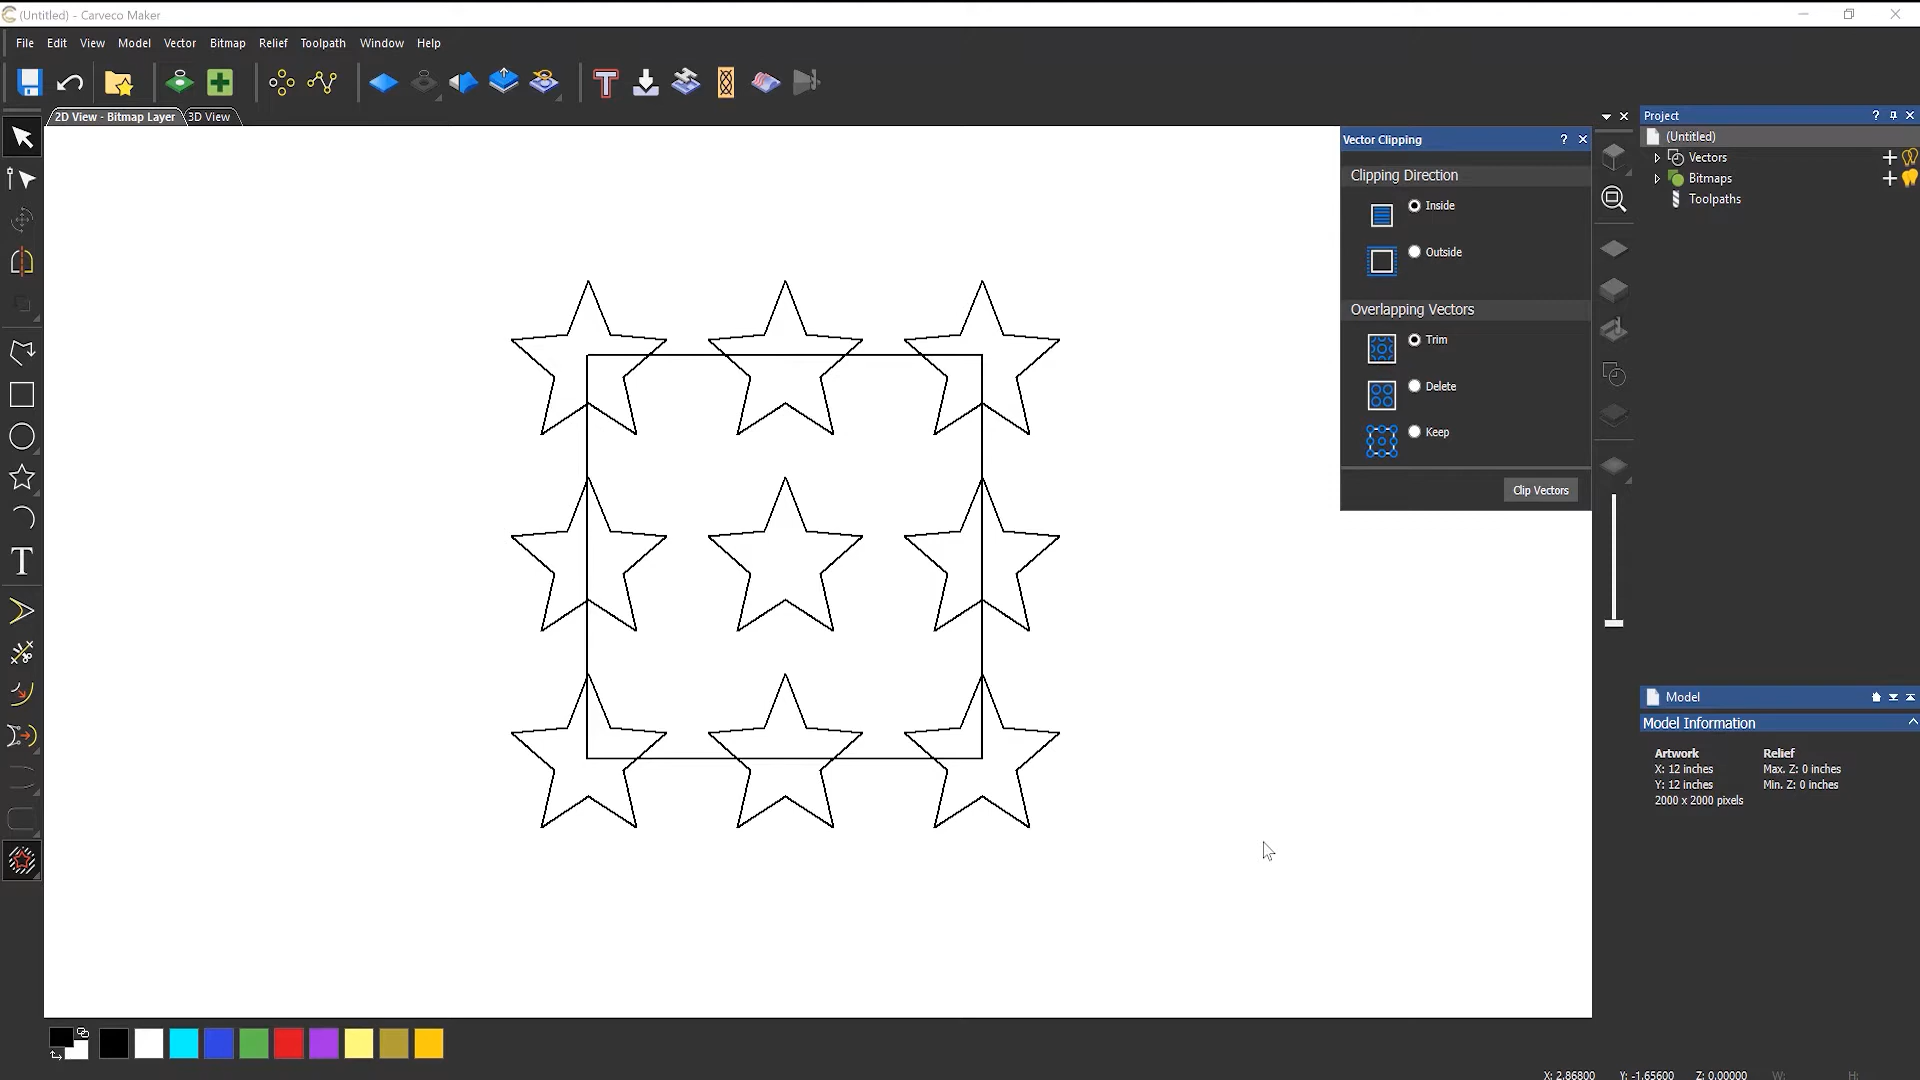 (Untitled) - Carveco Maker
File Edit View Model Vector Bitmap Relief Toolpath Window Help
2D View - Bitmap Layer 3D View
Vector Clipping ? ×
Clipping Direction
Inside
Outside
Overlapping Vectors
Trim
Delete
Keep
Clip Vectors
Project ?
(Untitled)
Vectors
Bitmaps
Toolpaths
Model
Model Information
Artwork Relief
X: 12 inches Max. Z: 0 inches
Y: 12 inches Min. Z: 0 inches
2000 x 2000 pixels
X: 2.86800 Y: -1.65600 Z: 0.00000 W: H: